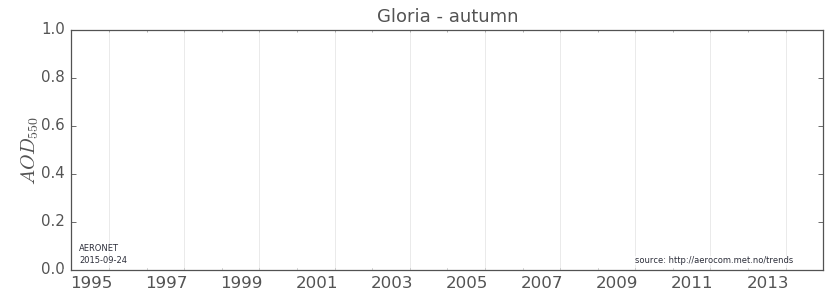 Gloria - autumn
1.0
0.8
0.6
0.4
0.2
0.0
AOD550
AERONET
2015-09-24
source: http://aerocom.met.no/trends
1995 1997 1999 2001 2003 2005 2007 2009 2011 2013